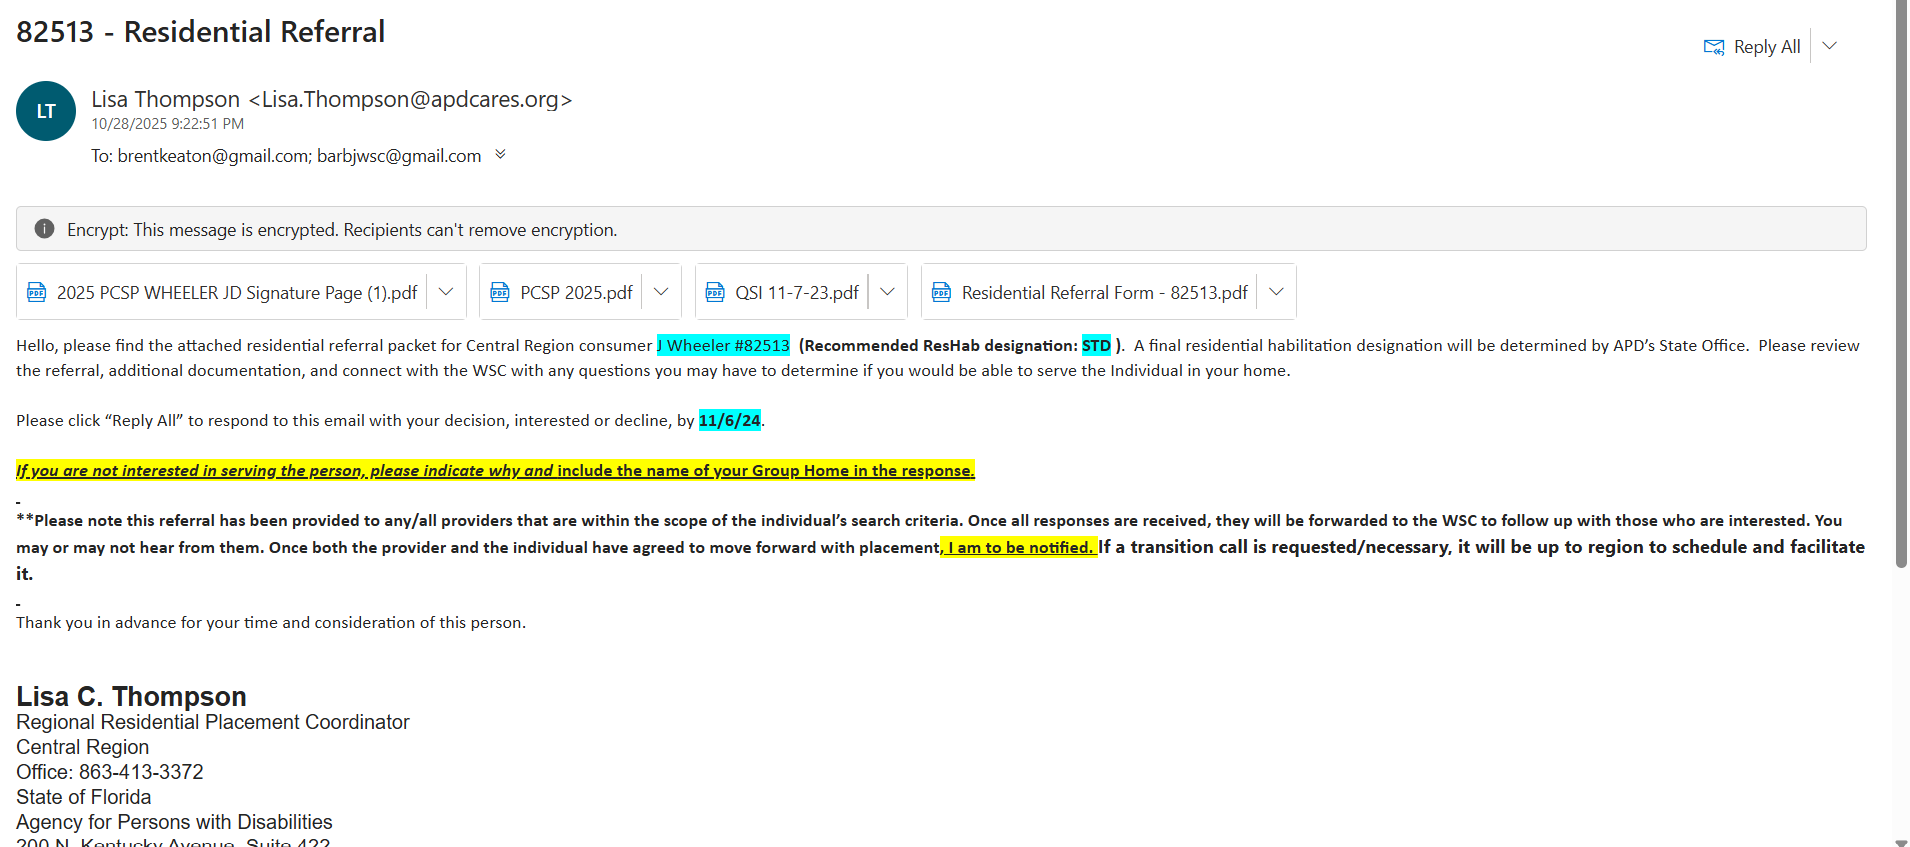 82513 - Residential Referral
Reply All
LT
Lisa Thompson <Lisa.Thompson@apdcares.org>
10/28/2025 9:22:51 PM
To: brentkeaton@gmail.com; barbjwsc@gmail.com
Encrypt: This message is encrypted. Recipients can't remove encryption.
2025 PCSP WHEELER JD Signature Page (1).pdf
PCSP 2025.pdf
QSI 11-7-23.pdf
Residential Referral Form - 82513.pdf
Hello, please find the attached residential referral packet for Central Region consumer J Wheeler #82513  (Recommended ResHab designation: STD ).  A final residential habilitation designation will be determined by APD’s State Office.  Please review
the referral, additional documentation, and connect with the WSC with any questions you may have to determine if you would be able to serve the Individual in your home.
Please click “Reply All” to respond to this email with your decision, interested or decline, by 11/6/24.
If you are not interested in serving the person, please indicate why and include the name of your Group Home in the response.
**Please note this referral has been provided to any/all providers that are within the scope of the individual’s search criteria. Once all responses are received, they will be forwarded to the WSC to follow up with those who are interested. You
may or may not hear from them. Once both the provider and the individual have agreed to move forward with placement, I am to be notified. If a transition call is requested/necessary, it will be up to region to schedule and facilitate
it.
Thank you in advance for your time and consideration of this person.
Lisa C. Thompson
Regional Residential Placement Coordinator
Central Region
Office: 863-413-3372
State of Florida
Agency for Persons with Disabilities
200 N. Kentucky Avenue, Suite 422